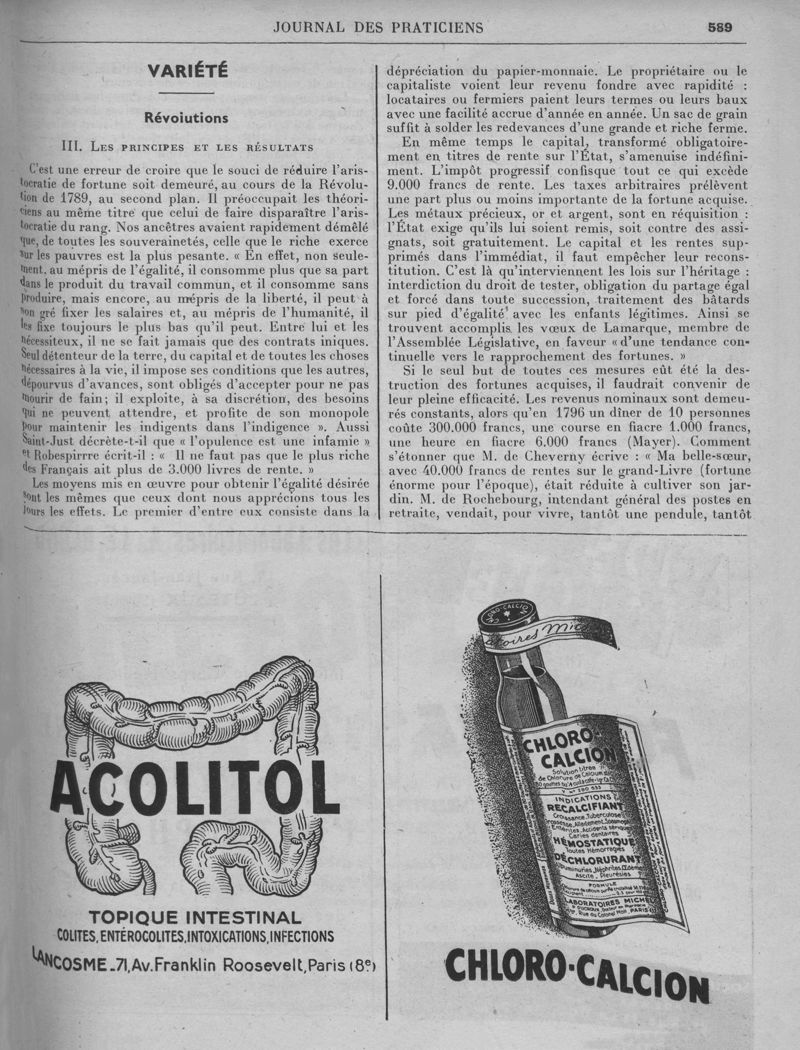 JOURNAL DES PRATICIENS
589
VARIÉTÉ
Révoiutions
III. Les principes et les résultats
C'est une erreur de croire que le souci de réduire l'aris-
tocratie de fortune soit demeuré, au cours de la Révolu-
tion de 1789, au second plan. Il préoccupait les théori-
ciens au même titre que celui de faire disparaître l'aris-
tocratie du rang. Nos ancêtres avaient rapidement démêlé
que, de toutes les souverainetés, celle que le riche exerce
sur les pauvres est la plus pesante. « En effet, non seule-
ment, au mépris de l'égalité, il consomme plus que sa part
dans le produit du travail commun, et il consomme sans
produire, mais encore, au mépris de la liberté, il peut à
son gré fixer les salaires et, au mépris de l'humanité, il
les fixe toujours le plus bas qu'il peut. Entre lui et les
nécessiteux, il ne se fait jamais que des contrats iniques.
Seul détenteur de la terre, du capital et de toutes les choses
nécessaires à la vie, il impose ses conditions que les autres,
dépourvus d'avances, sont obligés d'accepter pour ne pas
mourir de faim ; il exploite, à sa discrétion, des besoins
qui ne peuvent attendre, et profite de son monopole
pour maintenir les indigents dans l'indigence ». Aussi
Saint-Just décrète-t-il que « l'opulence est une infamie »
et Robespirrre écrit-il : « Il ne faut pas que le plus riche
des Français ait plus de 3.000 livres de rente. »
Les moyens mis en œuvre pour obtenir l'égalité désirée
sont les mêmes que ceux dont nous apprécions tous les
jours les effets. Le premier d'entre eux consiste dans la
dépréciation du papier-monnaie. Le propriétaire ou le
capitaliste voient leur revenu fondre avec rapidité :
locataires ou fermiers paient leurs termes ou leurs baux
avec une facilité accrue d'année en année. Un sac de grain
suffit à solder les redevances d'une grande et riche ferme.
En même temps le capital, transformé obligatoire-
ment en titres de rente sur l'État, s'amenuise indéfini-
ment. L'impôt progressif confisque tout ce qui excède
9.000 francs de rente. Les taxes arbitraires prélèvent
une part plus ou moins importante de la fortune acquise.
Les métaux précieux, or et argent, sont en réquisition :
l'État exige qu'ils lui soient remis, soit contre des assi-
gnats, soit gratuitement. Le capital et les rentes sup-
primés dans l'immédiat, il faut empêcher leur recons-
titution. C'est là qu'interviennent les lois sur l'héritage :
interdiction du droit de tester, obligation du partage égal
et forcé dans toute succession, traitement des bâtards
sur pied d'égalité avec les enfants légitimes. Ainsi se
trouvent accomplis les vœux de Lamarque, membre de
l'Assemblée Législative, en faveur « d'une tendance con-
tinuelle vers le rapprochement des fortunes. »
Si le seul but de toutes ces mesures eût été la des-
truction des fortunes acquises, il faudrait convenir de
leur pleine efficacité. Les revenus nominaux sont demeu-
rés constants, alors qu'en 1796 un dîner de 10 personnes
coûte 300.000 francs, une course en fiacre 1.000 francs,
une heure en fiacre 6.000 francs (Mayer). Comment
s'étonner que M. de Cheverny écrive : « Ma belle-sœur,
avec 40.000 francs de rentes sur le grand-Livre (fortune
énorme pour l'époque), était réduite à cultiver son jar-
din. M. de Rochebourg, intendant général des postes en
retraite, vendait, pour vivre, tantôt une pendule, tantôt
ACOLITOL
TOPIQUE INTESTINAL
COLITES, ENTÉROCOLITES, INTOXICATIONS, INFECTIONS
LANCOSME_71, Av. Franklin Roosevelt, Paris (8e)
CHLORO-CALCION
CHLORO-
CALCION
Solution titrée
de Chlorure de Calcium
INDICATIONS
RECALCIFIANT
Croissance, Tuberculose
Caries dentaires
HÉMOSTATIQUE
Toutes Hémorragies
DÉCHLORURANT
Albuminuries, Néphrites, Œdèmes
Ascite, Pleurésies
FORMULE
LABORATOIRES MICHEL
Rue du Colonel Moll, PARIS
CHLORO-CALCION